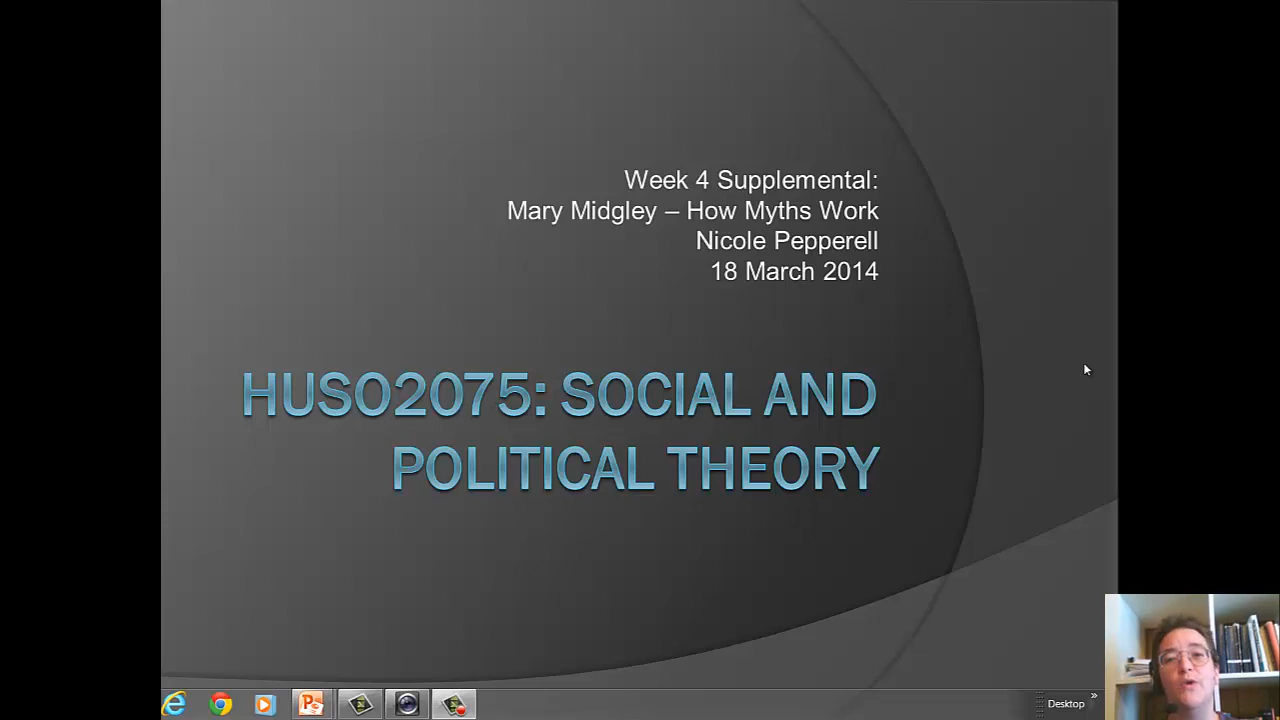 Week 4 Supplemental:
Mary Midgley – How Myths Work
Nicole Pepperell
18 March 2014
HUSO2075: SOCIAL AND
POLITICAL THEORY
Desktop